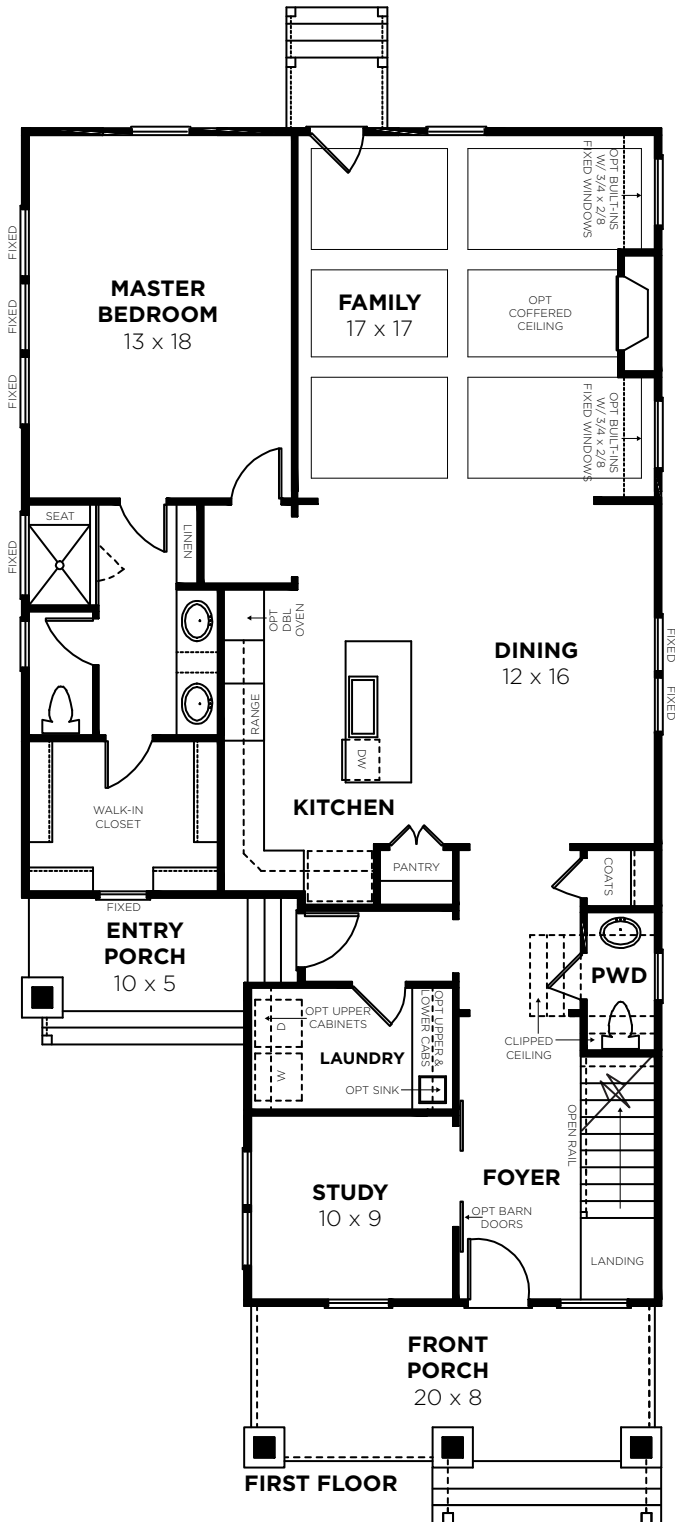 OPT BUILT-INS
W/ 3/4 x 2/8
FIXED WINDOWS
FIXED
FIXED
FIXED
MASTER
BEDROOM
13 x 18
FAMILY
17 x 17
OPT
COFFERED
CEILING
OPT BUILT-INS
W/ 3/4 x 2/8
FIXED WINDOWS
SEAT
FIXED
LINEN
OPT
DBL
OVEN
RANGE
DINING
12 x 16
FIXED
FIXED
DW
KITCHEN
WALK-IN
CLOSET
FIXED
PANTRY
COATS
ENTRY
PORCH
10 x 5
PWD
CLIPPED
CEILING
OPT UPPER
CABINETS
OPT UPPER &
LOWER CABS
D
W
LAUNDRY
OPT SINK
OPEN RAIL
STUDY
10 x 9
FOYER
OPT BARN
DOORS
LANDING
FRONT
PORCH
20 x 8
FIRST FLOOR